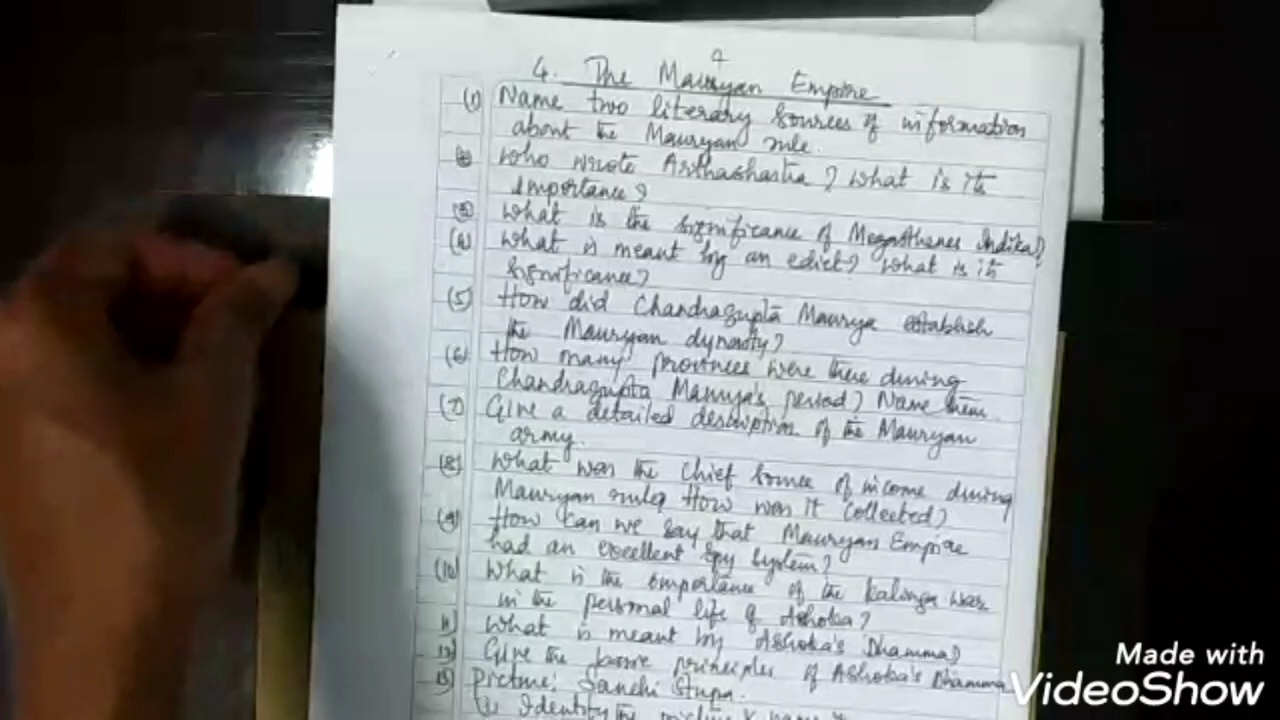 4
4. The Mauryan Empire
(1) Name two literary sources of information
about the Mauryan rule.
who wrote Arthashastra? What is its
importance?
(3) What is the significance of Megasthenes Indika?
(4) What is meant by an edict? What is its
significance?
(5) How did Chandragupta Maurya establish
the Mauryan dynasty?
(6) How many provinces were there during
Chandragupta Maurya's period? Name them.
(7) Give a detailed description of the Mauryan
army.
(8) What was the chief source of income during
Mauryan rule? How was it collected?
(9) How can we say that Mauryan Empire
had an excellent spy system?
(10) What is the importance of the Kalinga war
in the personal life of Ashoka?
11) What is meant by Ashoka's Dhamma?
12) Give the basic principles of Ashoka's Dhamma
13) Picture: Sanchi Stupa.
(i) Identify the picture & name
Made with
VideoShow